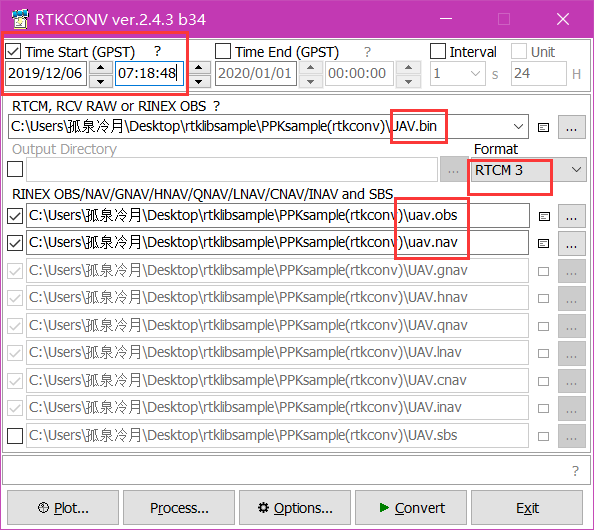 RTKCONV ver.2.4.3 b34
Time Start (GPST) ? Time End (GPST) ? Interval Unit
2019/12/06 07:18:48 2020/01/01 00:00:00 1 s 24 H
RTCM, RCV RAW or RINEX OBS ?
C:\Users\孤泉冷月\Desktop\rtklibsample\PPKsample(rtkconv)\UAV.bin ...
Output Directory Format
... RTCM 3
RINEX OBS/NAV/GNAV/HNAV/QNAV/LNAV/CNAV/INAV and SBS
C:\Users\孤泉冷月\Desktop\rtklibsample\PPKsample(rtkconv)\uav.obs ...
C:\Users\孤泉冷月\Desktop\rtklibsample\PPKsample(rtkconv)\uav.nav ...
C:\Users\孤泉冷月\Desktop\rtklibsample\PPKsample(rtkconv)\UAV.gnav ...
C:\Users\孤泉冷月\Desktop\rtklibsample\PPKsample(rtkconv)\UAV.hnav ...
C:\Users\孤泉冷月\Desktop\rtklibsample\PPKsample(rtkconv)\UAV.qnav ...
C:\Users\孤泉冷月\Desktop\rtklibsample\PPKsample(rtkconv)\UAV.lnav ...
C:\Users\孤泉冷月\Desktop\rtklibsample\PPKsample(rtkconv)\UAV.cnav ...
C:\Users\孤泉冷月\Desktop\rtklibsample\PPKsample(rtkconv)\UAV.inav ...
C:\Users\孤泉冷月\Desktop\rtklibsample\PPKsample(rtkconv)\UAV.sbs ...
?
Plot... Process... Options... Convert Exit